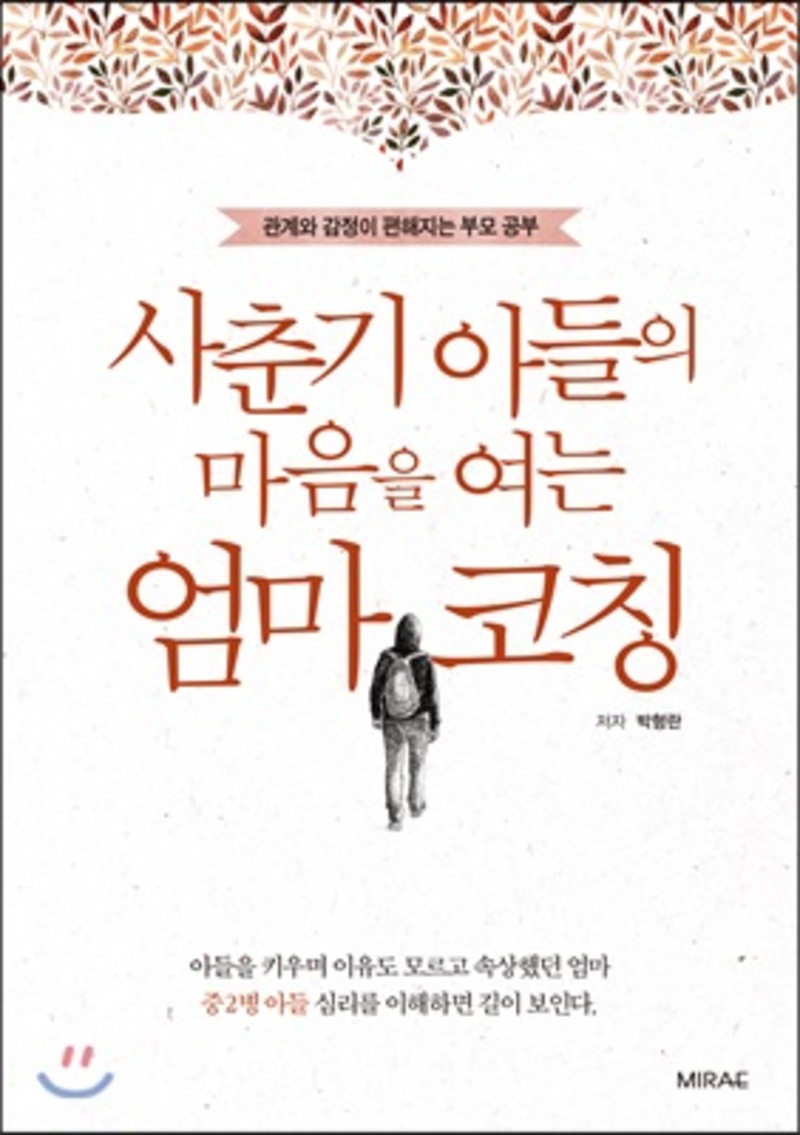 관계와 감정이 편해지는 부모 공부
사춘기 아들의
마음을 여는
엄마 코칭
저자 박형란
아들을 키우며 이유도 모르고 속상했던 엄마
중2병 아들 심리를 이해하면 길이 보인다.
MIRAE